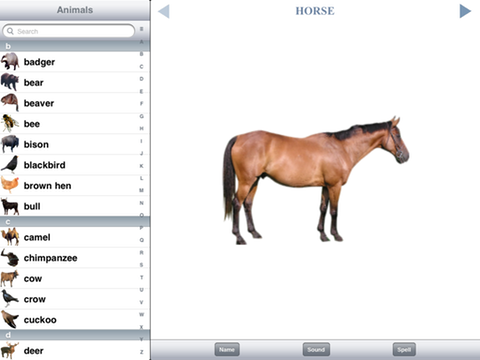 Animals
Search
b
badger
bear
beaver
bee
bison
blackbird
brown hen
bull
c
camel
chimpanzee
cow
crow
cuckoo
d
deer
A
B
C
D
E
F
G
H
I
J
K
L
M
N
O
P
Q
R
S
T
U
V
W
X
Y
Z
HORSE
Name
Sound
Spell